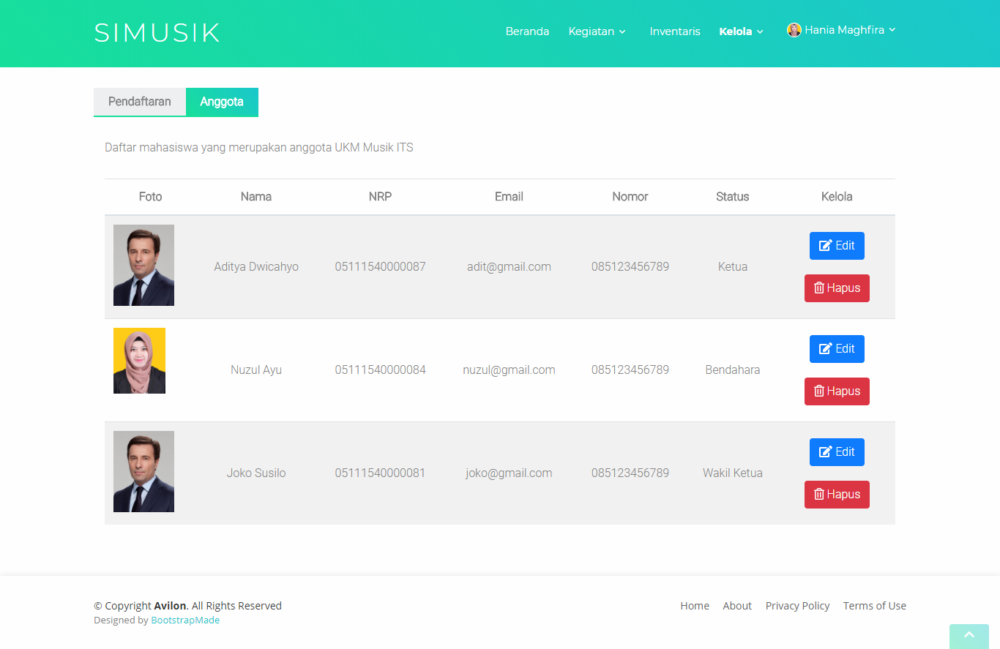 SIMUSIK
Beranda Kegiatan Inventaris Kelola Hania Maghfira
Pendaftaran Anggota
Daftar mahasiswa yang merupakan anggota UKM Musik ITS
Foto Nama NRP Email Nomor Status Kelola
Aditya Dwicahyo 05111540000087 adit@gmail.com 085123456789 Ketua
Edit
Hapus
Nuzul Ayu 05111540000084 nuzul@gmail.com 085123456789 Bendahara
Edit
Hapus
Joko Susilo 05111540000081 joko@gmail.com 085123456789 Wakil Ketua
Edit
Hapus
© Copyright Avilon. All Rights Reserved
Designed by BootstrapMade
Home About Privacy Policy Terms of Use